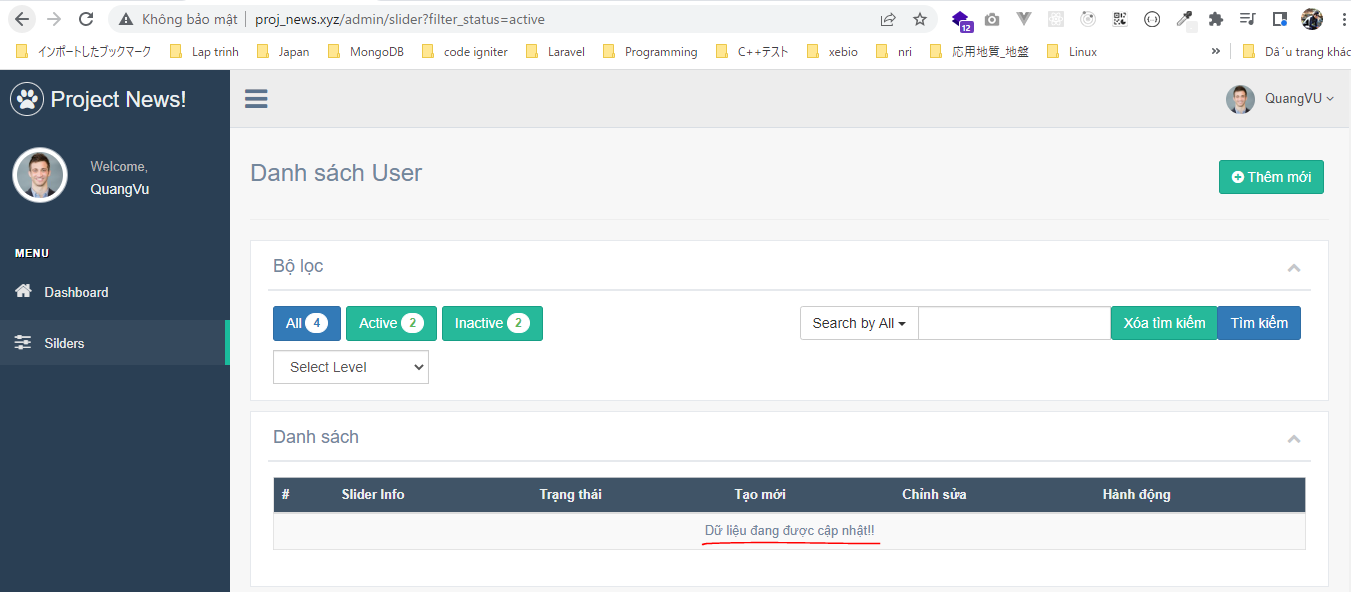 Không bảo mật proj_news.xyz/admin/slider?filter_status=active 12
インポートしたブックマーク Lap trinh Japan MongoDB code igniter Laravel Programming C++テスト xebio nri 応用地質_地盤 Linux » Dấu trang khác
Project News!
QuangVU
Welcome,
QuangVu
Danh sách User
Thêm mới
MENU
Dashboard
Silders
Bộ lọc
All 4 Active 2 Inactive 2 Search by All Xóa tìm kiếm Tìm kiếm
Select Level
Danh sách
# Slider Info Trạng thái Tạo mới Chỉnh sửa Hành động
Dữ liệu đang được cập nhật!!